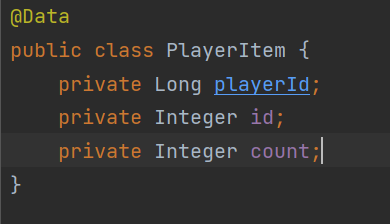 @Data
public class PlayerItem {
    private Long playerId;
    private Integer id;
    private Integer count;
}